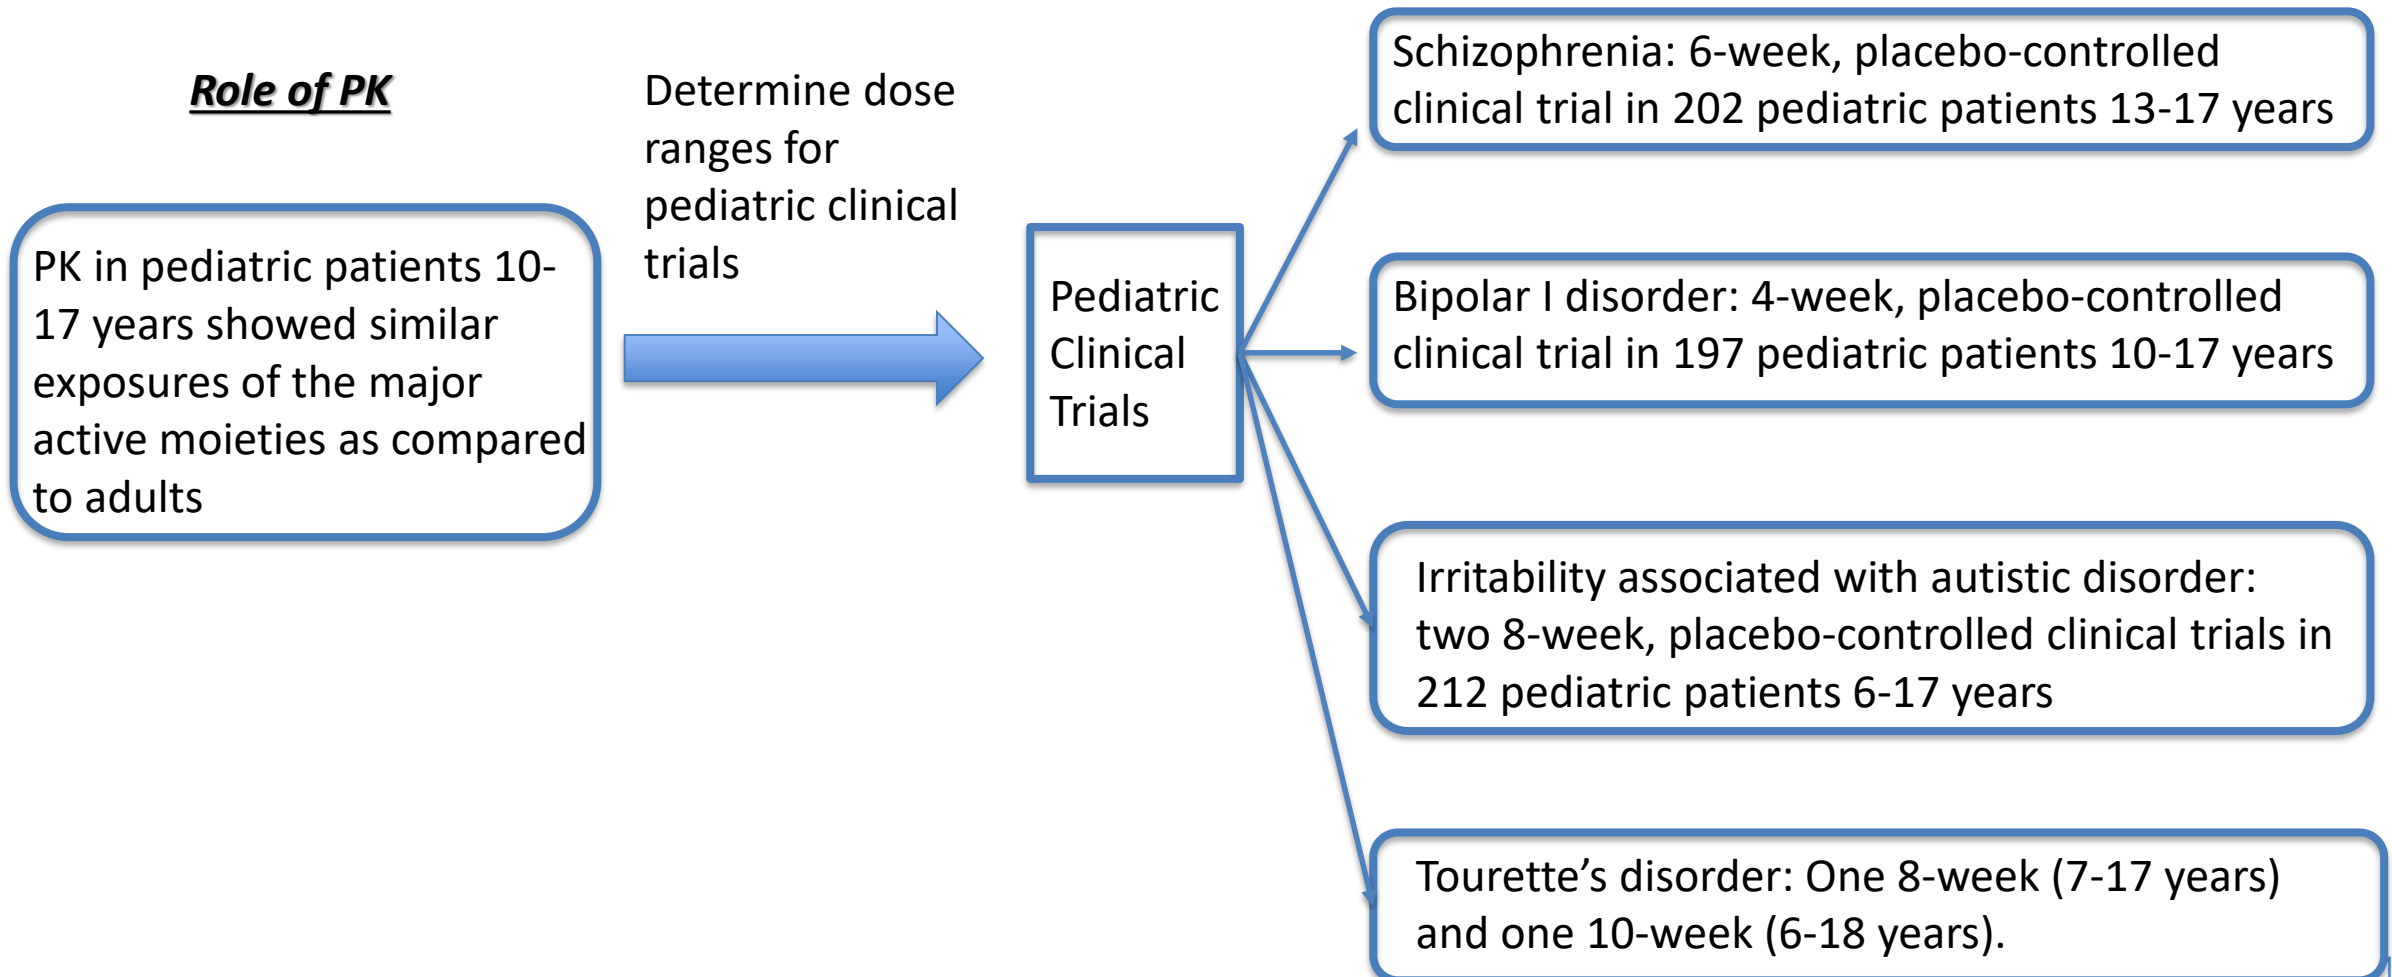 Role of PK
PK in pediatric patients 10-
17 years showed similar
exposures of the major
active moieties as compared
to adults
Determine dose
ranges for
pediatric clinical
trials
Pediatric
Clinical
Trials
Schizophrenia: 6-week, placebo-controlled
clinical trial in 202 pediatric patients 13-17 years
Bipolar I disorder: 4-week, placebo-controlled
clinical trial in 197 pediatric patients 10-17 years
Irritability associated with autistic disorder:
two 8-week, placebo-controlled clinical trials in
212 pediatric patients 6-17 years
Tourette’s disorder: One 8-week (7-17 years)
and one 10-week (6-18 years).